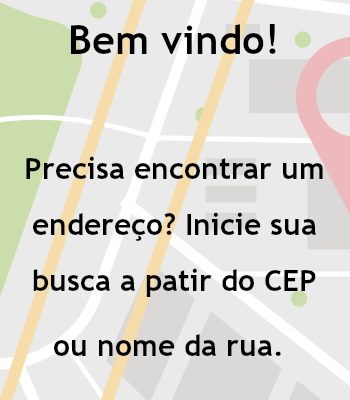 Bem vindo!
Precisa encontrar um
endereço? Inicie sua
busca a patir do CEP
ou nome da rua.